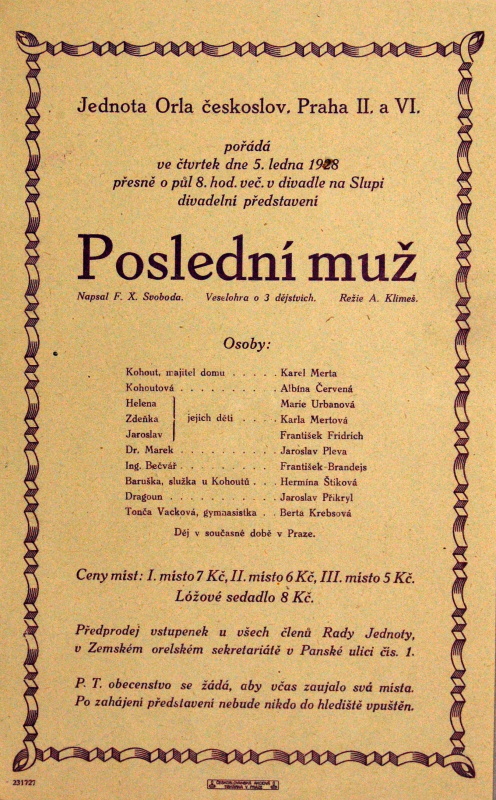 Jednota Orla českoslov. Praha II. a VI.
pořádá
ve čtvrtek dne 5. ledna 1928
přesně o půl 8. hod. več. v divadle na Slupi
divadelní představení
Poslední muž
Napsal F. X. Svoboda. Veselohra o 3 dějstvích. Režie A. Klimeš.
Osoby:
Kohout, majitel domu . . . . . Karel Merta
Kohoutová . . . . . . . . . . Albína Červená
Helena Marie Urbanová
Zdeňka jejich děti . . . . Karla Mertová
Jaroslav František Fridrich
Dr. Marek . . . . . . . . . . . Jaroslav Pleva
Ing. Bečvář . . . . . . . . . . František Brandejs
Baruška, služka u Kohoutů . . . Hermína Štiková
Dragoun . . . . . . . . . . . Jaroslav Přikryl
Tonča Vacková, gymnasistka . . Berta Krebsová
Děj v současné době v Praze.
Ceny míst: I. místo 7 Kč, II. místo 6 Kč, III. místo 5 Kč.
Lóžové sedadlo 8 Kč.
Předprodej vstupenek u všech členů Rady Jednoty,
v Zemském orelském sekretariátě v Panské ulici čís. 1.
P. T. obecenstvo se žádá, aby včas zaujalo svá místa.
Po zahájení představení nebude nikdo do hlediště vpuštěn.
231727
ČESKOSLOVANSKÁ AKCIOVÁ
TISKÁRNA V PRAZE